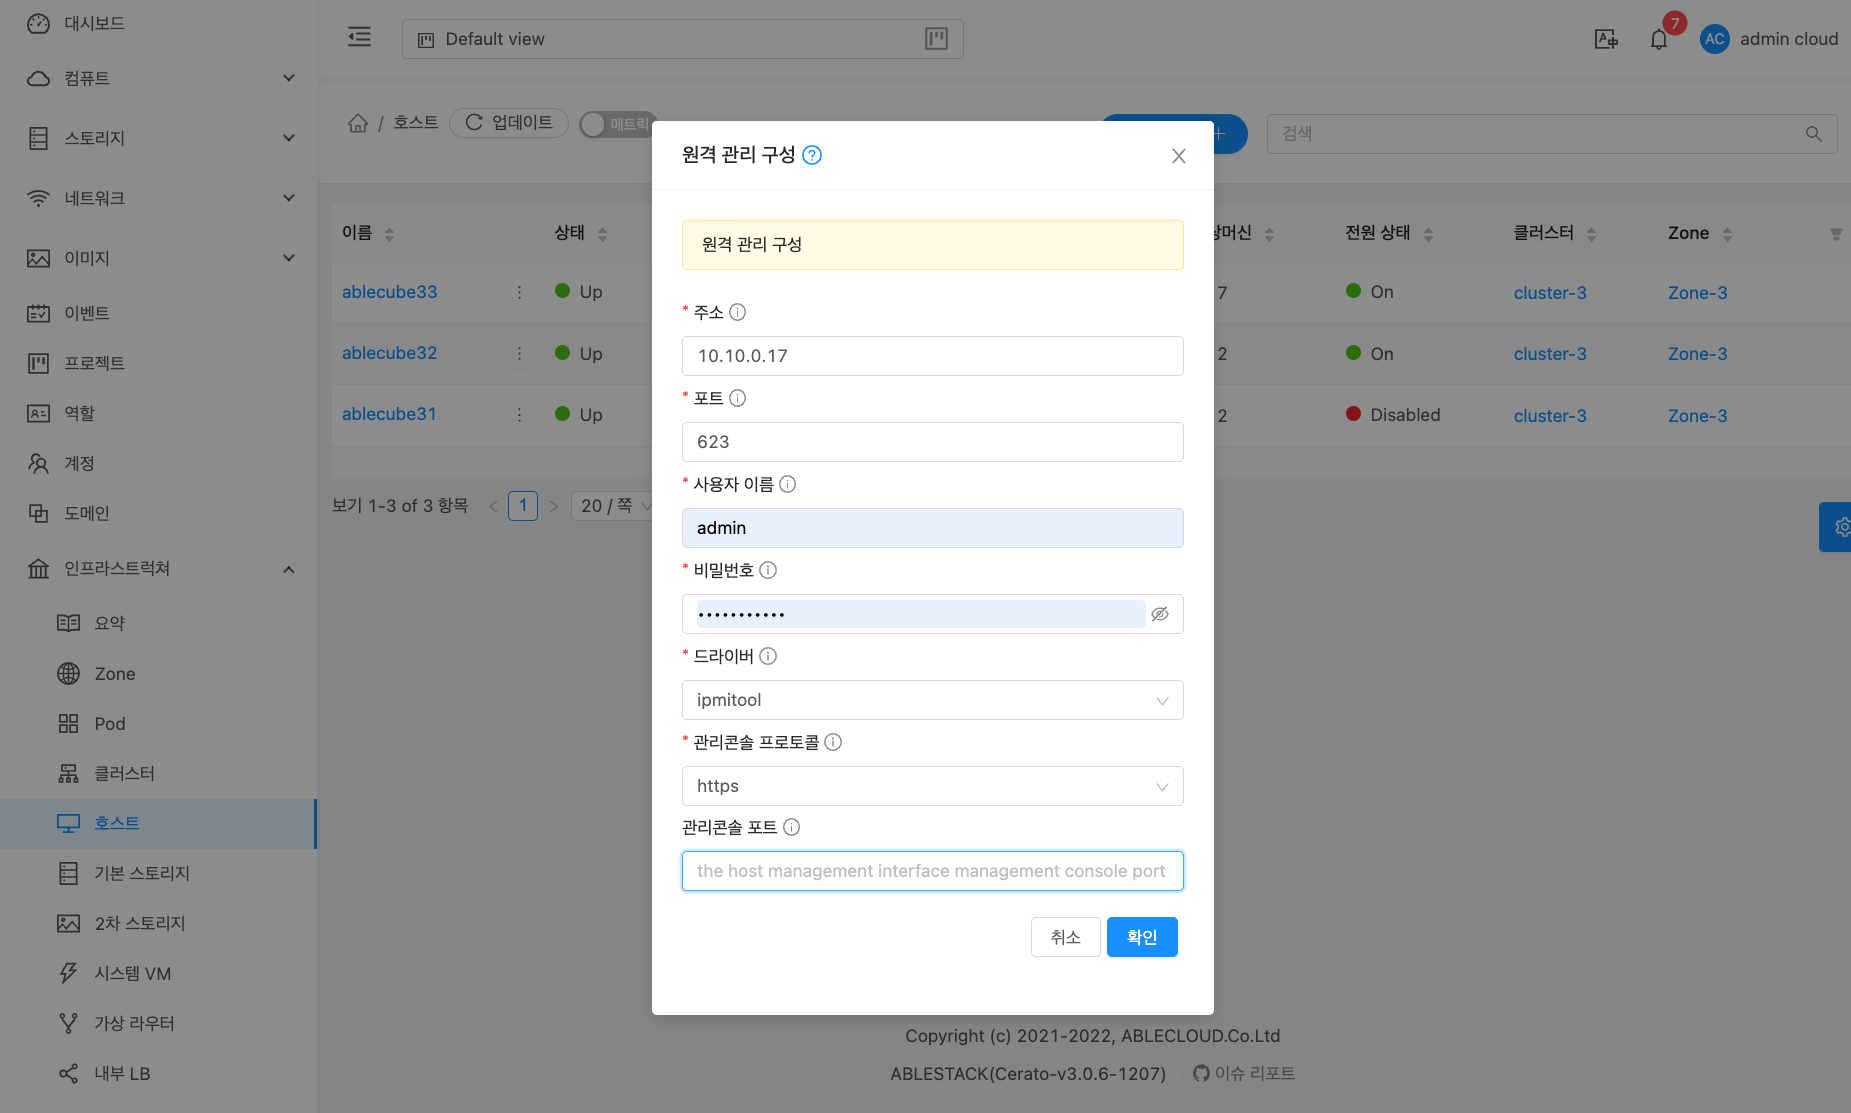 대시보드
컴퓨트
스토리지
네트워크
이미지
이벤트
프로젝트
역할
계정
도메인
인프라스트럭쳐
요약
Zone
Pod
클러스터
호스트
기본 스토리지
2차 스토리지
시스템 VM
가상 라우터
내부 LB
Default view
7
AC admin cloud
/ 호스트 업데이트 메트릭
검색
이름 상태 상머신 전원 상태 클러스터 Zone
ablecube33 Up 7 On cluster-3 Zone-3
ablecube32 Up 2 On cluster-3 Zone-3
ablecube31 Up 2 Disabled cluster-3 Zone-3
보기 1-3 of 3 항목 1 20 / 쪽
원격 관리 구성
원격 관리 구성
* 주소
10.10.0.17
* 포트
623
* 사용자 이름
admin
* 비밀번호
•••••••••••
* 드라이버
ipmitool
* 관리콘솔 프로토콜
https
관리콘솔 포트
the host management interface management console port
취소 확인
Copyright (c) 2021-2022, ABLECLOUD.Co.Ltd
ABLESTACK(Cerato-v3.0.6-1207) 이슈 리포트